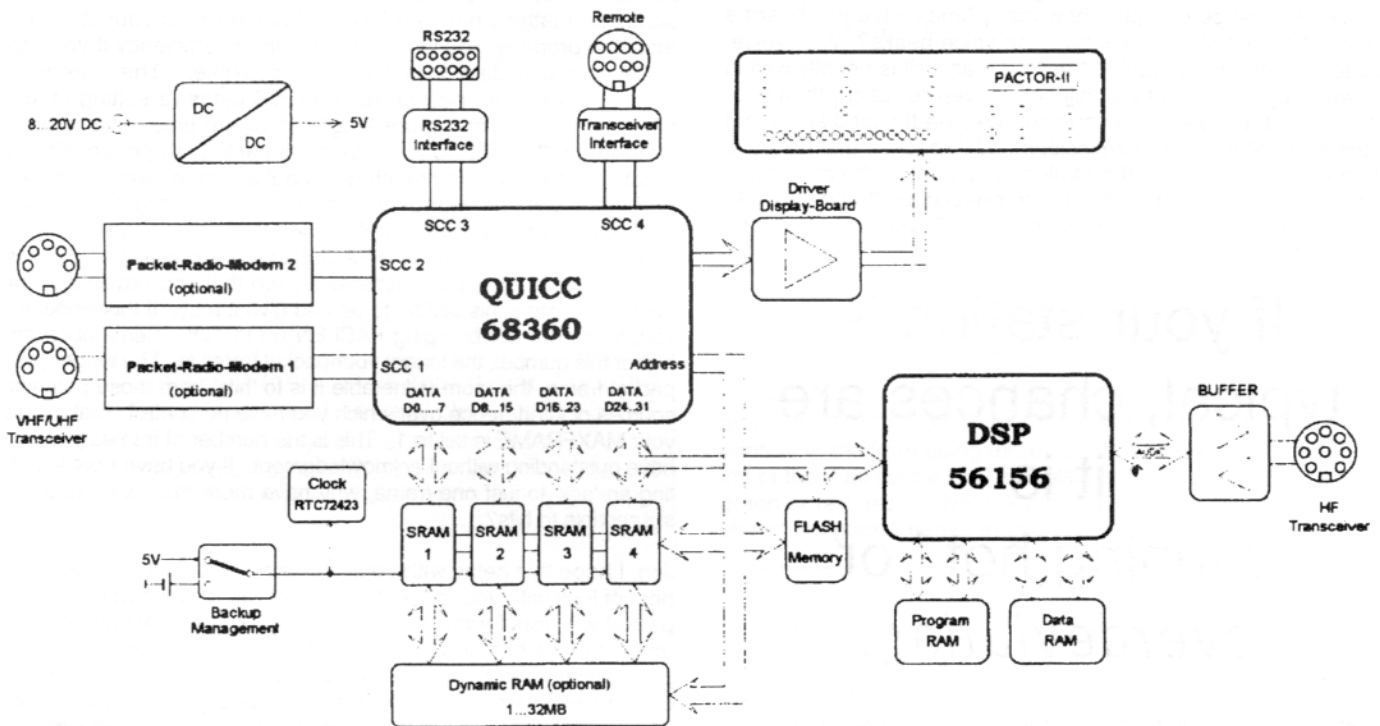 RS232
Remote
8...20V DC
DC
DC
5V
RS232
Interface
Transceiver
Interface
PACTOR-II
Driver
Display-Board
SCC 3
SCC 4
SCC 2
SCC 1
QUICC
68360
Address
Packet-Radio-Modem 2
(optional)
Packet-Radio-Modem 1
(optional)
VHF/UHF
Transceiver
DATA
D0....7
DATA
D8..15
DATA
D16..23
DATA
D24..31
DSP
56156
AUDIO
BUFFER
HF
Transceiver
Clock
RTC72423
5V
Backup
Management
SRAM
1
SRAM
2
SRAM
3
SRAM
4
FLASH
Memory
Program
RAM
Data
RAM
Dynamic RAM (optional)
1...32MB